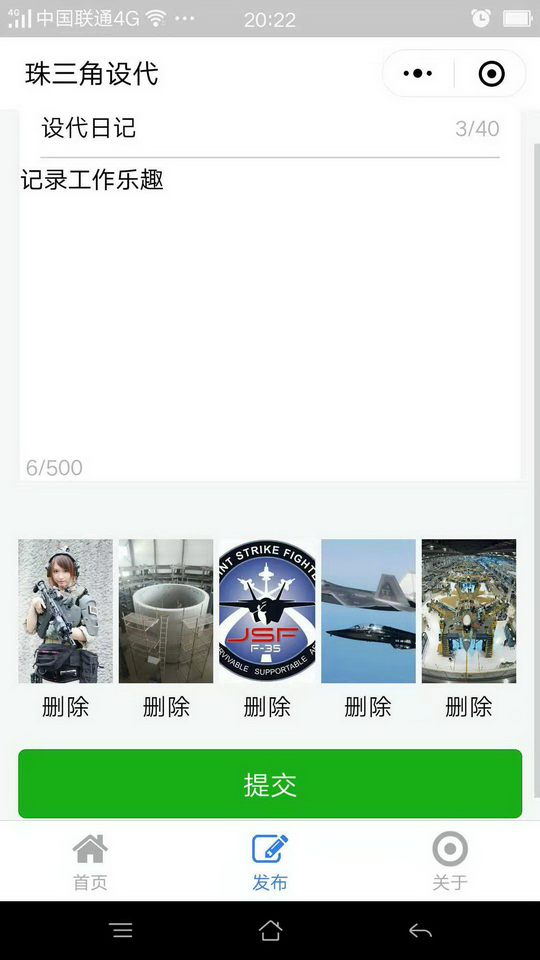 4G 中国联通4G ••• 20:22
珠三角设代
设代日记 3/40
记录工作乐趣
6/500
INT STRIKE FIGHTE
JSF
F-35
SUPPORTABLE
删除 删除 删除 删除 删除
提交
首页 发布 关于